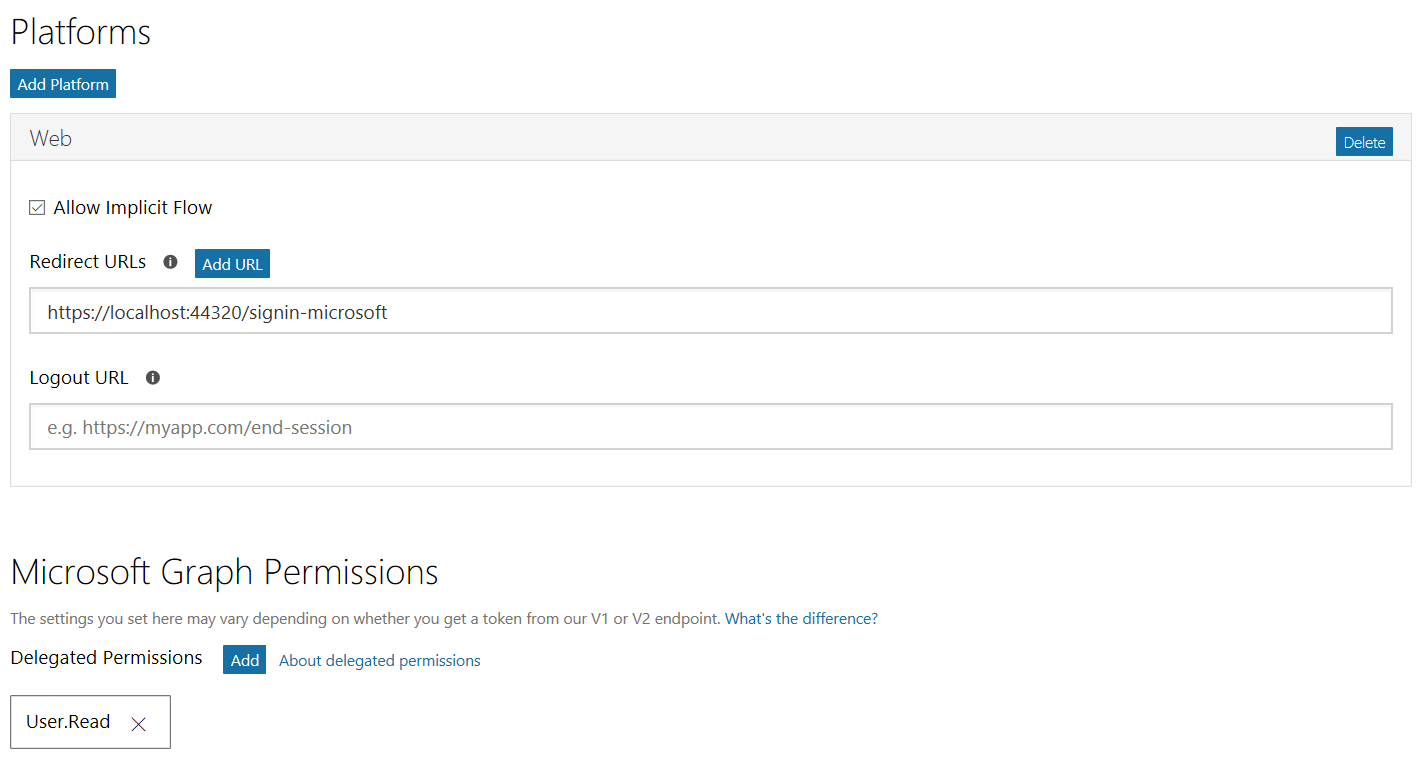 Platforms
Add Platform
Web
Delete
Allow Implicit Flow
Redirect URLs
Add URL
https://localhost:44320/signin-microsoft
Logout URL
e.g. https://myapp.com/end-session
Microsoft Graph Permissions
The settings you set here may vary depending on whether you get a token from our V1 or V2 endpoint. What's the difference?
Delegated Permissions Add About delegated permissions
User.Read